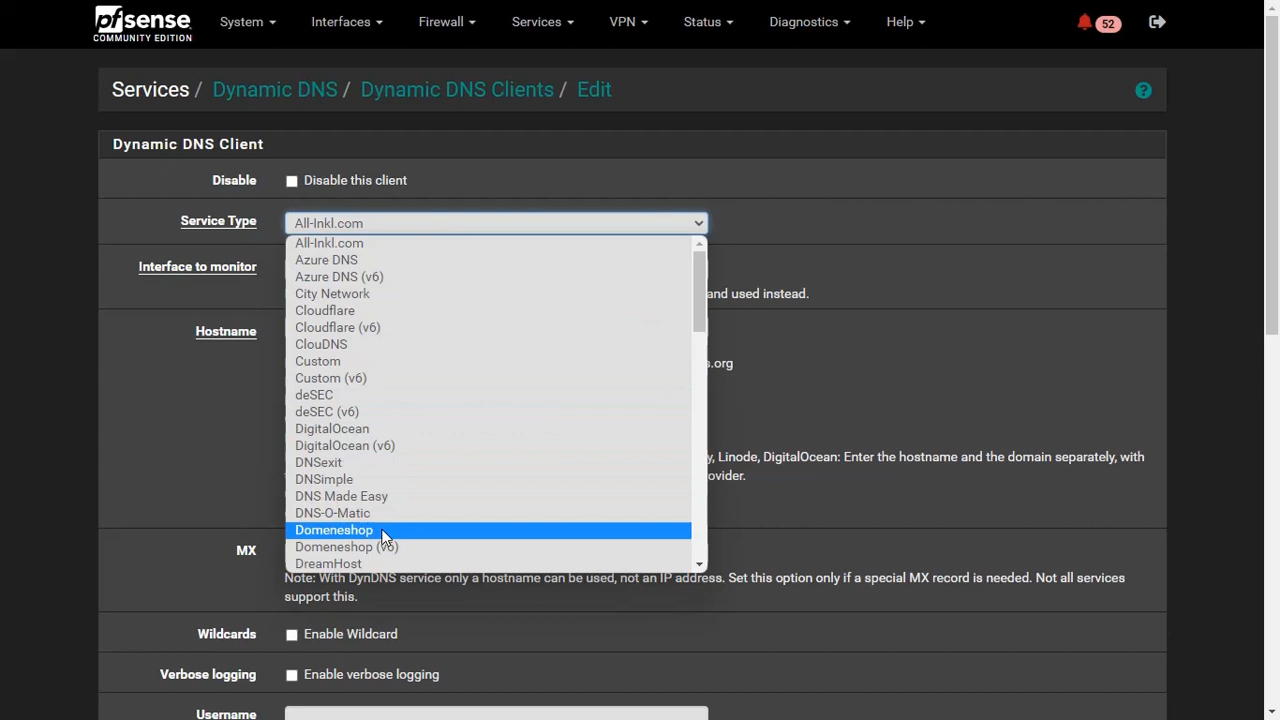 pfsense
COMMUNITY EDITION
System
Interfaces
Firewall
Services
VPN
Status
Diagnostics
Help
52
Services / Dynamic DNS / Dynamic DNS Clients / Edit
?
Dynamic DNS Client
Disable
Disable this client
Service Type
All-Inkl.com
All-Inkl.com
Azure DNS
Azure DNS (v6)
City Network
Cloudflare
Cloudflare (v6)
ClouDNS
Custom
Custom (v6)
deSEC
deSEC (v6)
DigitalOcean
DigitalOcean (v6)
DNSexit
DNSimple
DNS Made Easy
DNS-O-Matic
Domeneshop
Domeneshop (v6)
DreamHost
Interface to monitor
and used instead.
Hostname
s.org
y, Linode, DigitalOcean: Enter the hostname and the domain separately, with
vider.
MX
Note: With DynDNS service only a hostname can be used, not an IP address. Set this option only if a special MX record is needed. Not all services
support this.
Wildcards
Enable Wildcard
Verbose logging
Enable verbose logging
Username